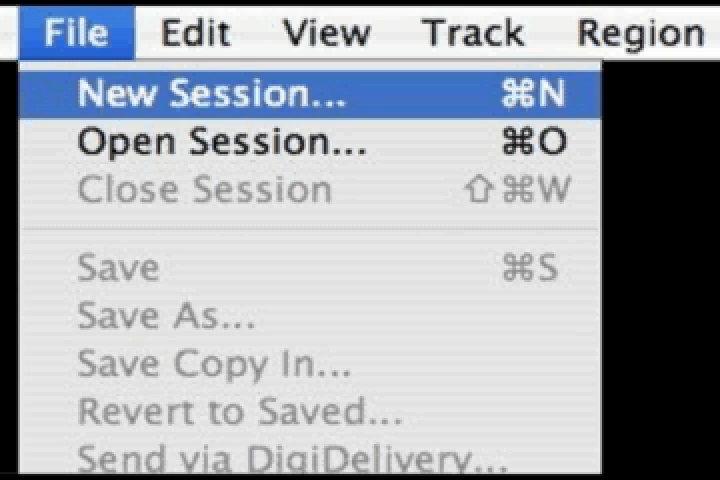 File Edit View Track Region
New Session... ⌘N
Open Session... ⌘O
Close Session ⇧⌘W
Save ⌘S
Save As...
Save Copy In...
Revert to Saved...
Send via DigiDelivery...